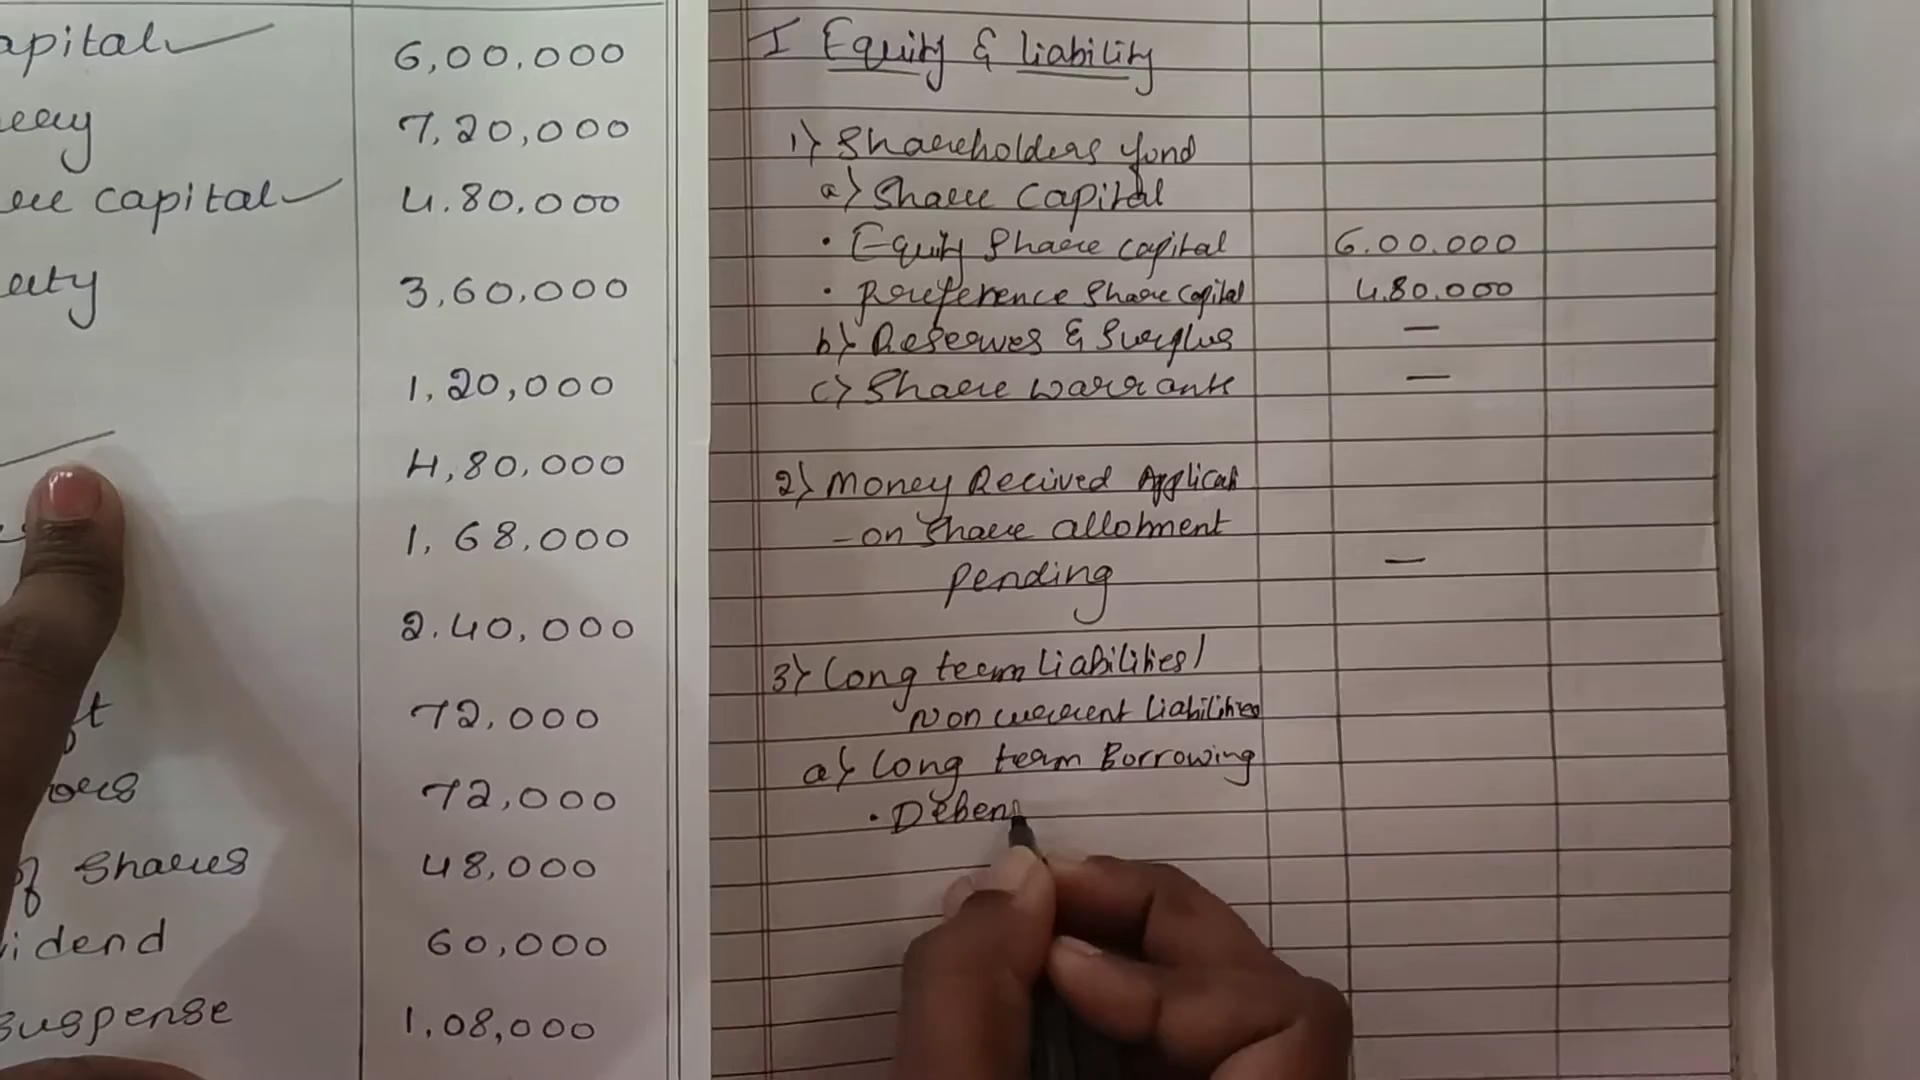 apital 6,00,000
7,20,000
capital 4.80,000
3,60,000
1,20,000
4,80,000
1,68,000
2.40,000
72,000
72,000
of Shares 48,000
idend 60,000
suspense 1,08,000
I Equity & Liability
1) Shareholders fund
a) Share Capital
• Equity Share capital 6.00.000
• Preference Share Capital 4.80.000
b) Reserves & Surplus —
c) Share warrants —
2) Money Recived Applicat
-on Share allotment
pending —
3) Long term Liabilities/
Non current Liabilities
a) Long term Borrowing
• Deben